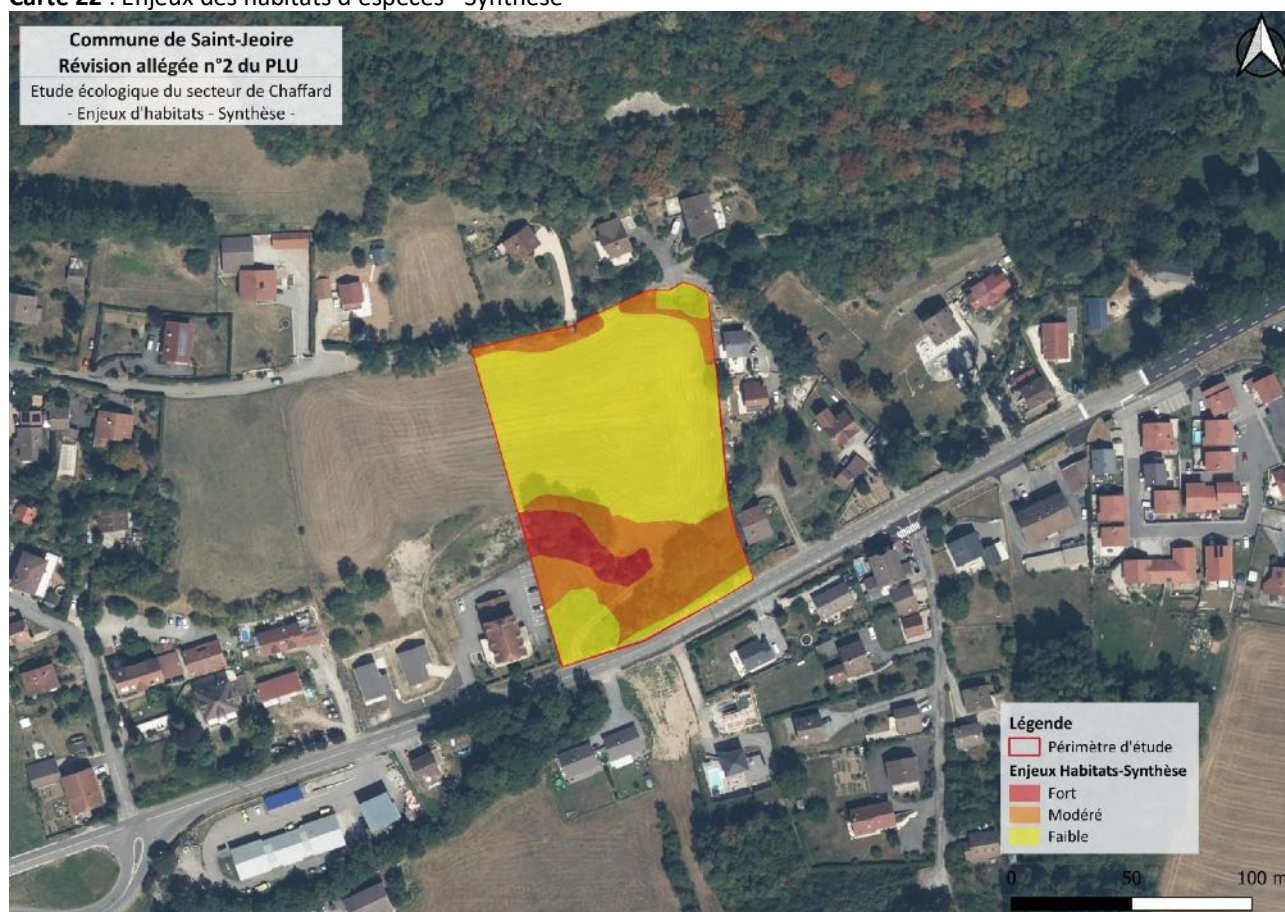 Carte 22 : Enjeux des habitats d'espèces - Synthèse
Commune de Saint-Jeoire
Révision allégée n°2 du PLU
Etude écologique du secteur de Chaffard
- Enjeux d'habitats - Synthèse -
Légende
Périmètre d'étude
Enjeux Habitats-Synthèse
Fort
Modéré
Faible
0 50 100 m